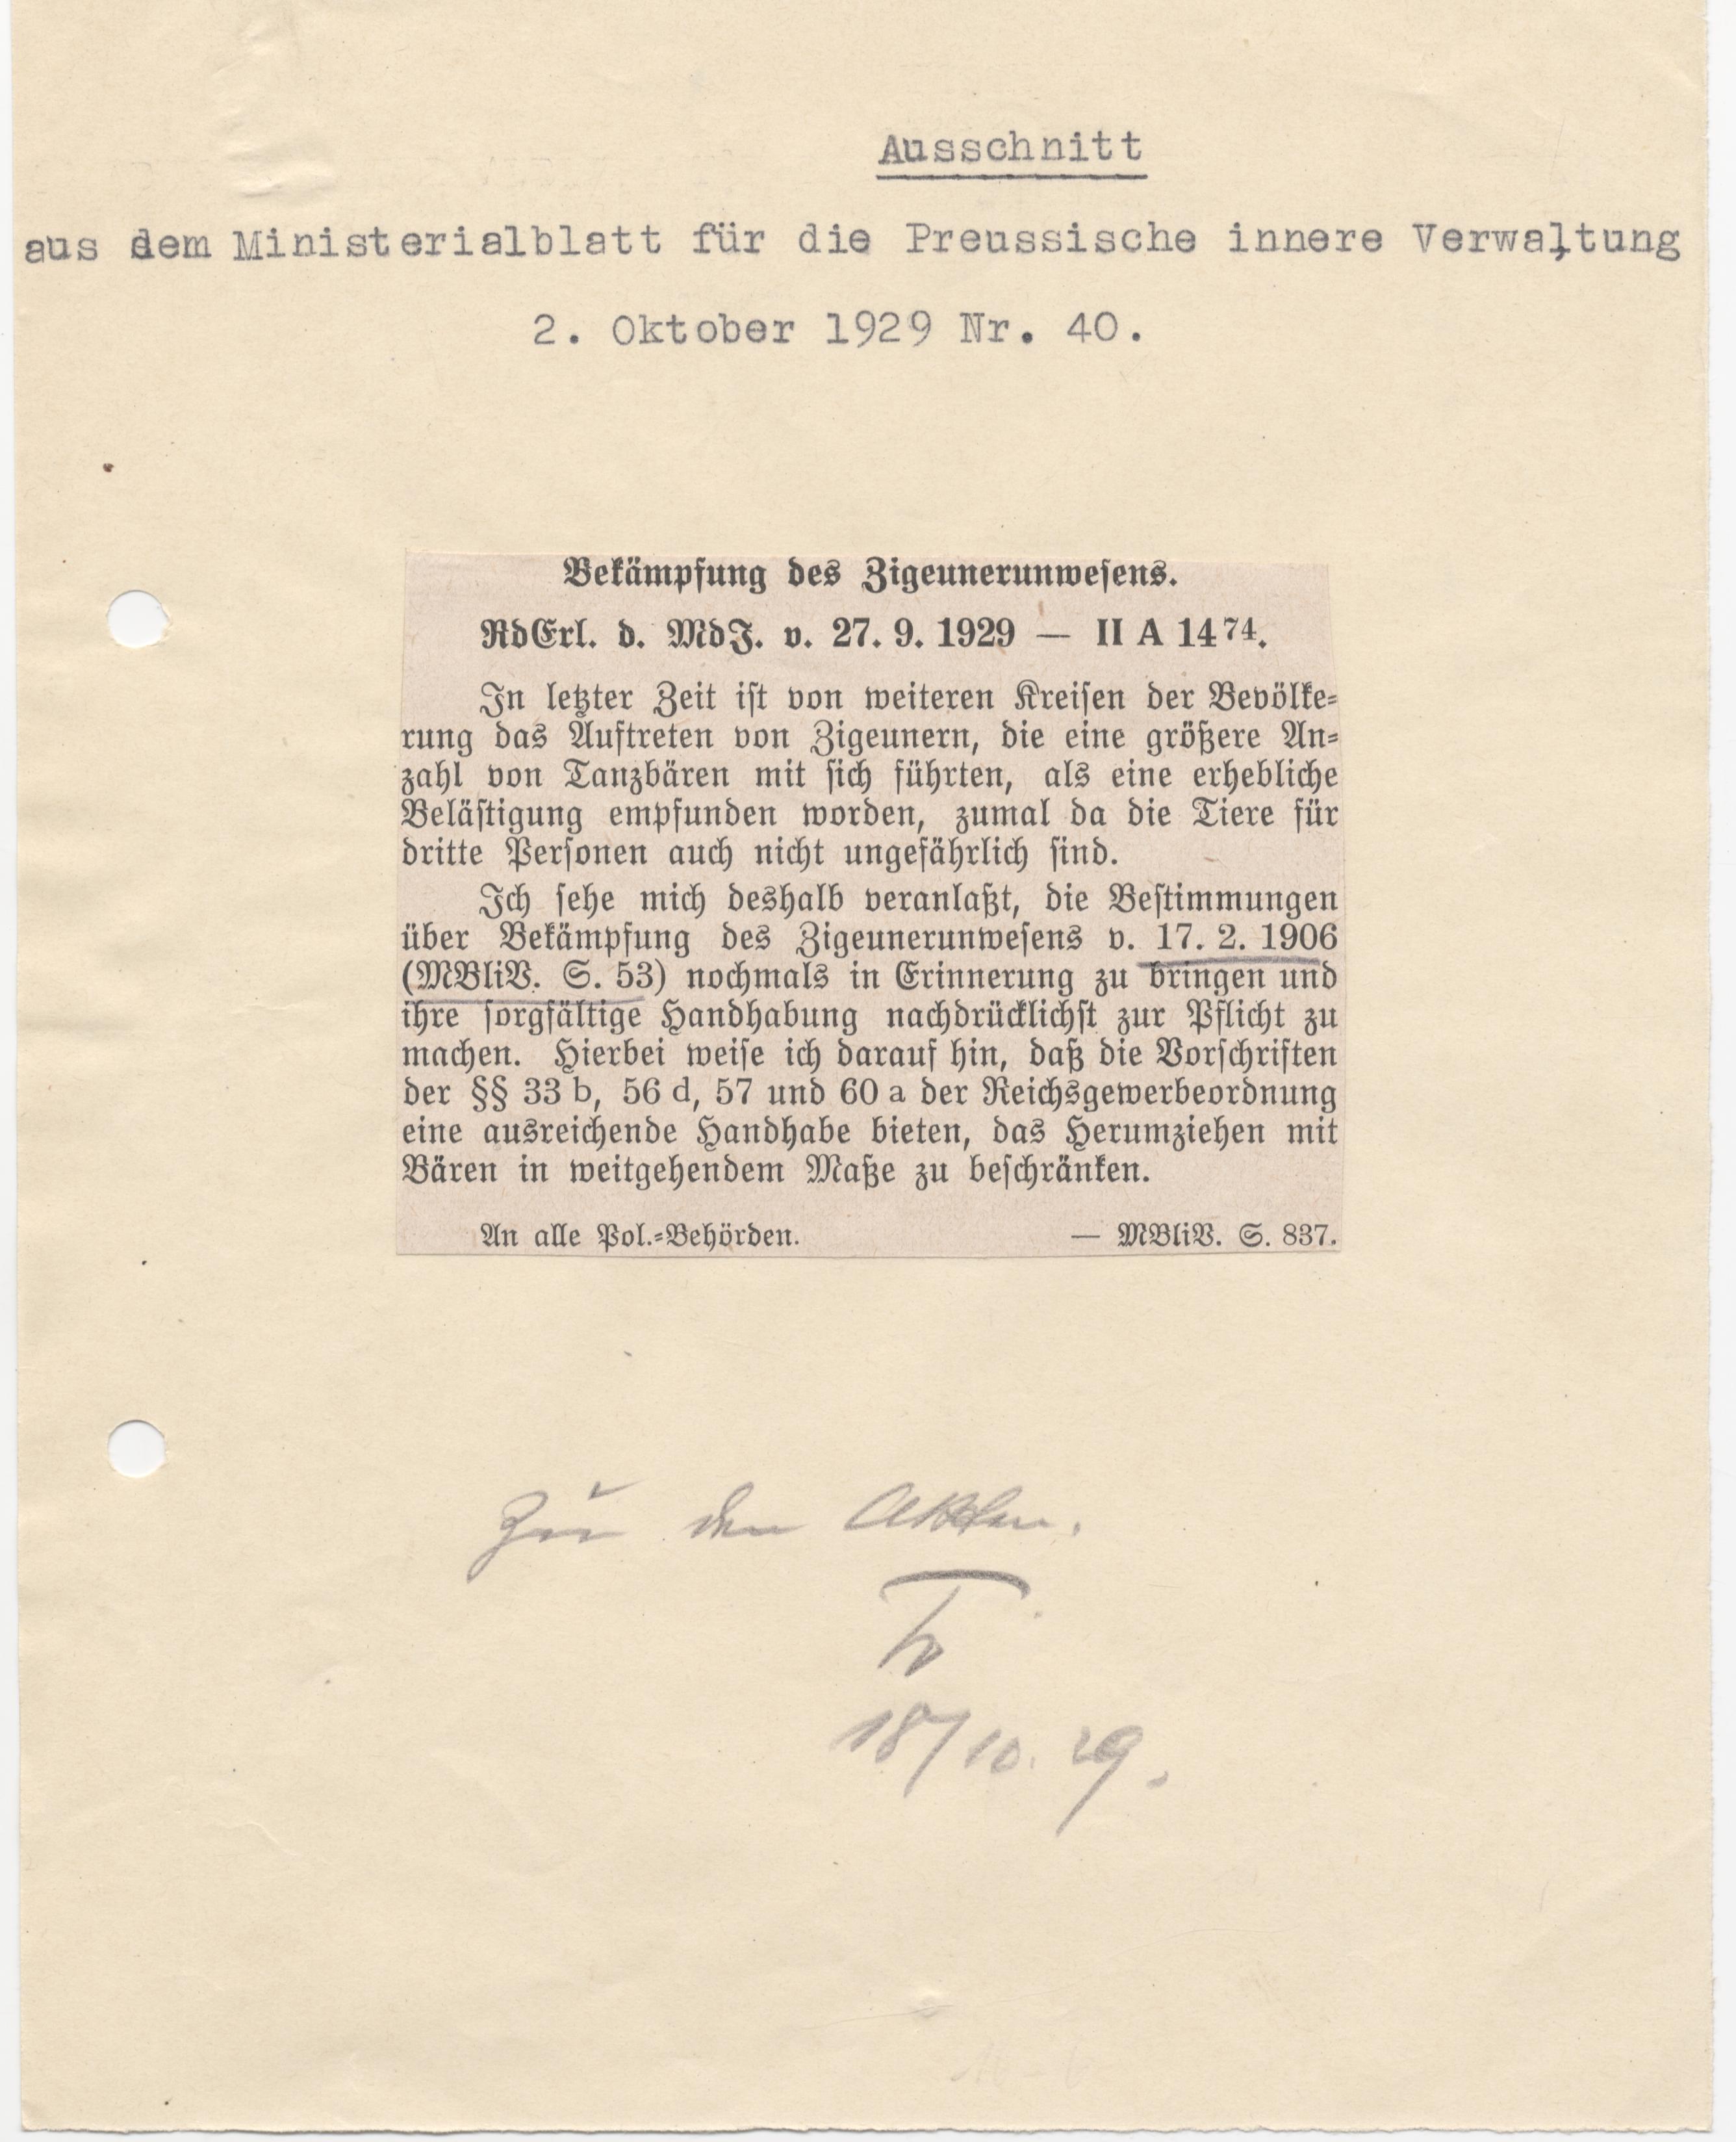 Ausschnitt
aus dem Ministerialblatt für die Preussische innere Verwaltung
2. Oktober 1929 Nr. 40.
Bekämpfung des Zigeunerunwesens.
RdErl. d. MdJ. v. 27. 9. 1929 — II A 14 74.
In letzter Zeit ist von weiteren Kreisen der Bevölke-
rung das Auftreten von Zigeunern, die eine größere An-
zahl von Tanzbären mit sich führten, als eine erhebliche
Belästigung empfunden worden, zumal da die Tiere für
dritte Personen auch nicht ungefährlich sind.
Ich sehe mich deshalb veranlaßt, die Bestimmungen
über Bekämpfung des Zigeunerunwesens v. 17. 2. 1906
(MBliV. S. 53) nochmals in Erinnerung zu bringen und
ihre sorgfältige Handhabung nachdrücklichst zur Pflicht zu
machen. Hierbei weise ich darauf hin, daß die Vorschriften
der §§ 33 b, 56 d, 57 und 60 a der Reichsgewerbeordnung
eine ausreichende Handhabe bieten, das Herumziehen mit
Bären in weitgehendem Maße zu beschränken.
An alle Pol.-Behörden. — MBliV. S. 837.
Zu den Akten.
18/10. 29.